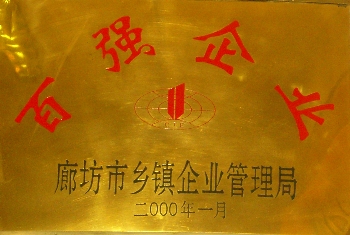 百强企业
廊坊市乡镇企业管理局
二000年一月